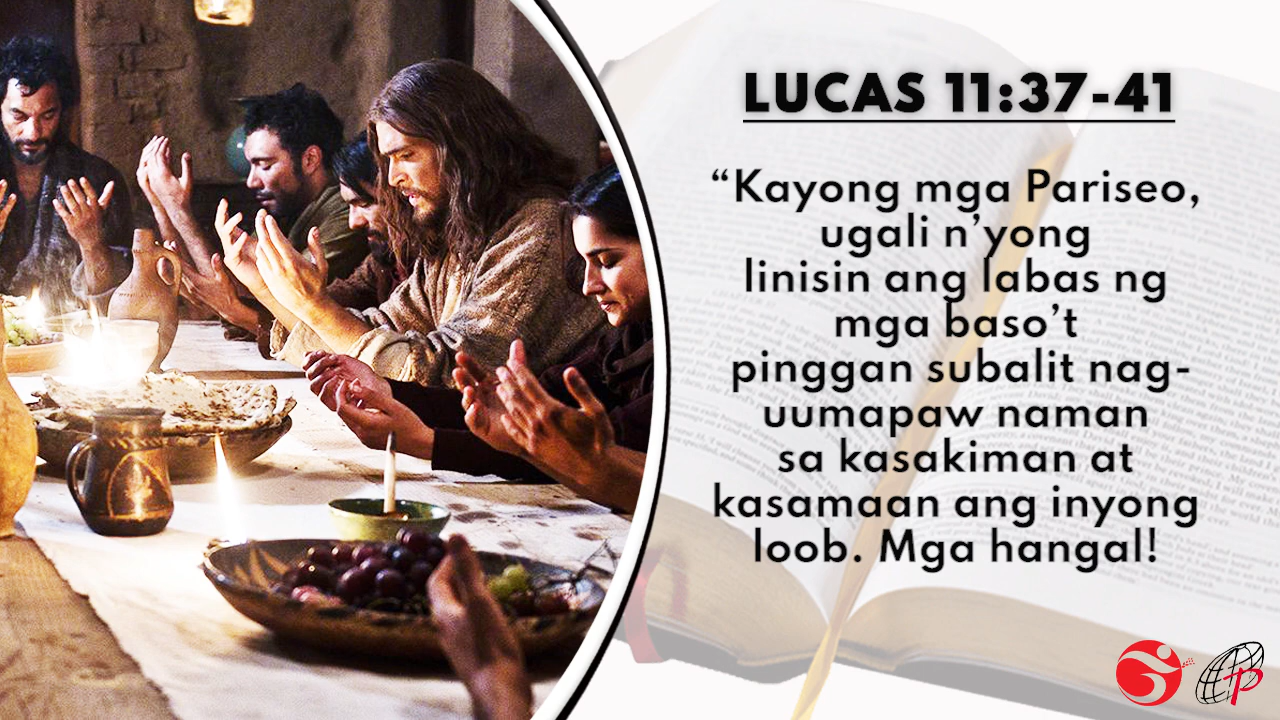 LUCAS 11:37-41
“Kayong mga Pariseo,
ugali n’yong
linisin ang labas ng
mga baso’t
pinggan subalit nag-
uumapaw naman
sa kasakiman at
kasamaan ang inyong
loob. Mga hangal!